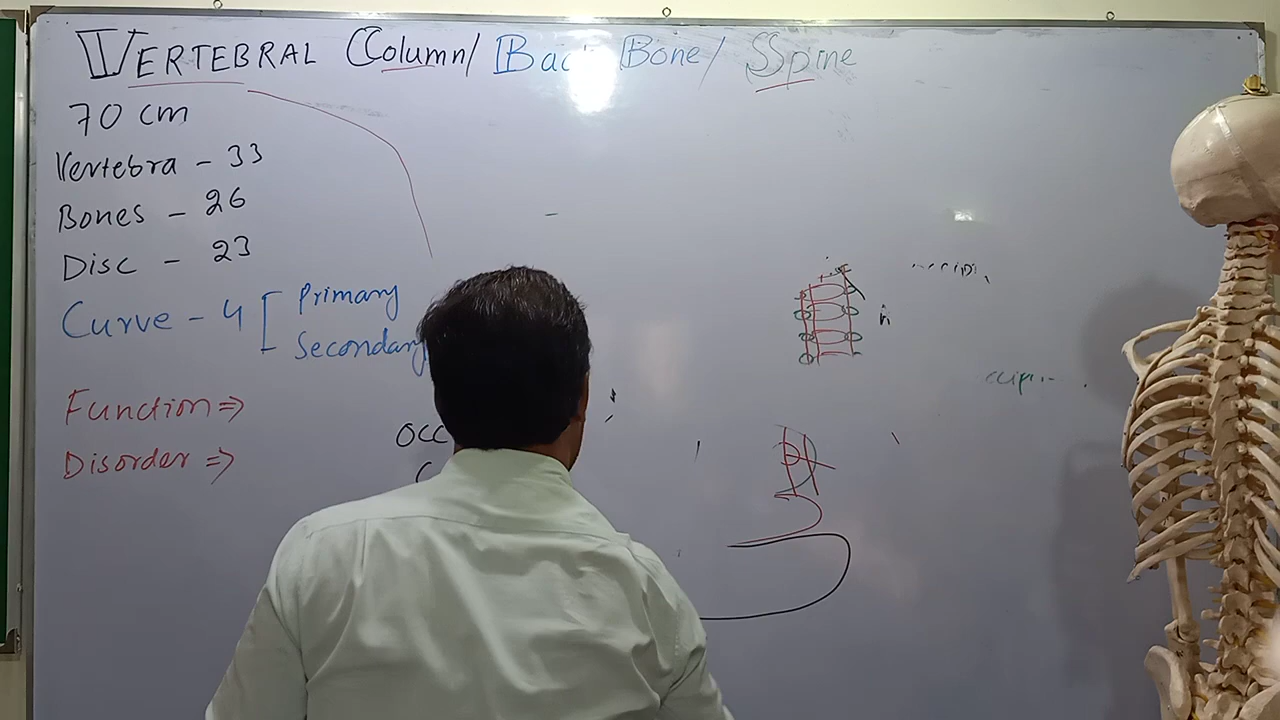 VERTEBRAL Column/ Back Bone/ Spine
70 cm
Vertebra - 33
Bones - 26
Disc - 23
Curve - 4 [ Primary
Secondary
Function ⇒
Disorder ⇒
OCC